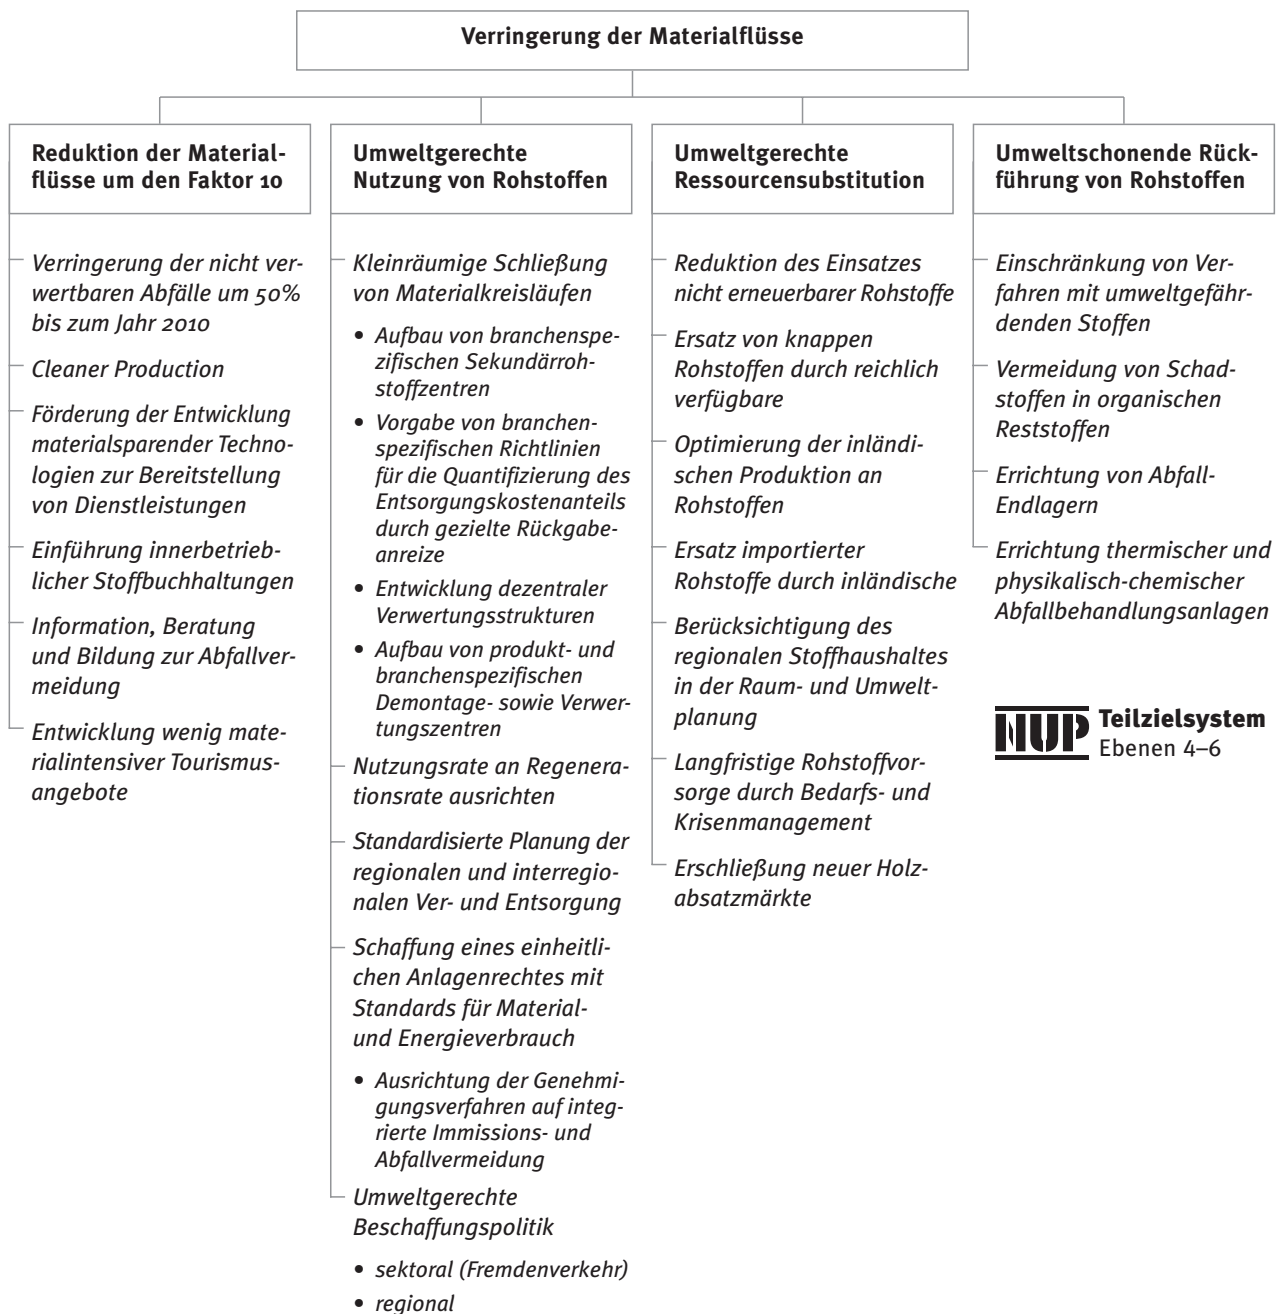 Verringerung der Materialflüsse
Reduktion der Material-
flüsse um den Faktor 10
Verringerung der nicht ver-
wertbaren Abfälle um 50%
bis zum Jahr 2010
Cleaner Production
Förderung der Entwicklung
materialsparender Techno-
logien zur Bereitstellung
von Dienstleistungen
Einführung innerbetrieb-
licher Stoffbuchhaltungen
Information, Beratung
und Bildung zur Abfallver-
meidung
Entwicklung wenig mate-
rialintensiver Tourismus-
angebote
Umweltgerechte
Nutzung von Rohstoffen
Kleinräumige Schließung
von Materialkreisläufen
• Aufbau von branchenspe-
zifischen Sekundärroh-
stoffzentren
• Vorgabe von branchen-
spezifischen Richtlinien
für die Quantifizierung des
Entsorgungskostenanteils
durch gezielte Rückgabe-
anreize
• Entwicklung dezentraler
Verwertungsstrukturen
• Aufbau von produkt- und
branchenspezifischen
Demontage- sowie Verwer-
tungszentren
Nutzungsrate an Regenera-
tionsrate ausrichten
Standardisierte Planung der
regionalen und interregio-
nalen Ver- und Entsorgung
Schaffung eines einheitli-
chen Anlagenrechtes mit
Standards für Material-
und Energieverbrauch
• Ausrichtung der Genehmi-
gungsverfahren auf integ-
rierte Immissions- und
Abfallvermeidung
Umweltgerechte
Beschaffungspolitik
• sektoral (Fremdenverkehr)
• regional
Umweltgerechte
Ressourcensubstitution
Reduktion des Einsatzes
nicht erneuerbarer Rohstoffe
Ersatz von knappen
Rohstoffen durch reichlich
verfügbare
Optimierung der inländi-
schen Produktion an
Rohstoffen
Ersatz importierter
Rohstoffe durch inländische
Berücksichtigung des
regionalen Stoffhaushaltes
in der Raum- und Umwelt-
planung
Langfristige Rohstoffvor-
sorge durch Bedarfs- und
Krisenmanagement
Erschließung neuer Holz-
absatzmärkte
Umweltschonende Rück-
führung von Rohstoffen
Einschränkung von Ver-
fahren mit umweltgefähr-
denden Stoffen
Vermeidung von Schad-
stoffen in organischen
Reststoffen
Errichtung von Abfall-
Endlagern
Errichtung thermischer und
physikalisch-chemischer
Abfallbehandlungsanlagen
NUP Teilzielsystem
Ebenen 4–6